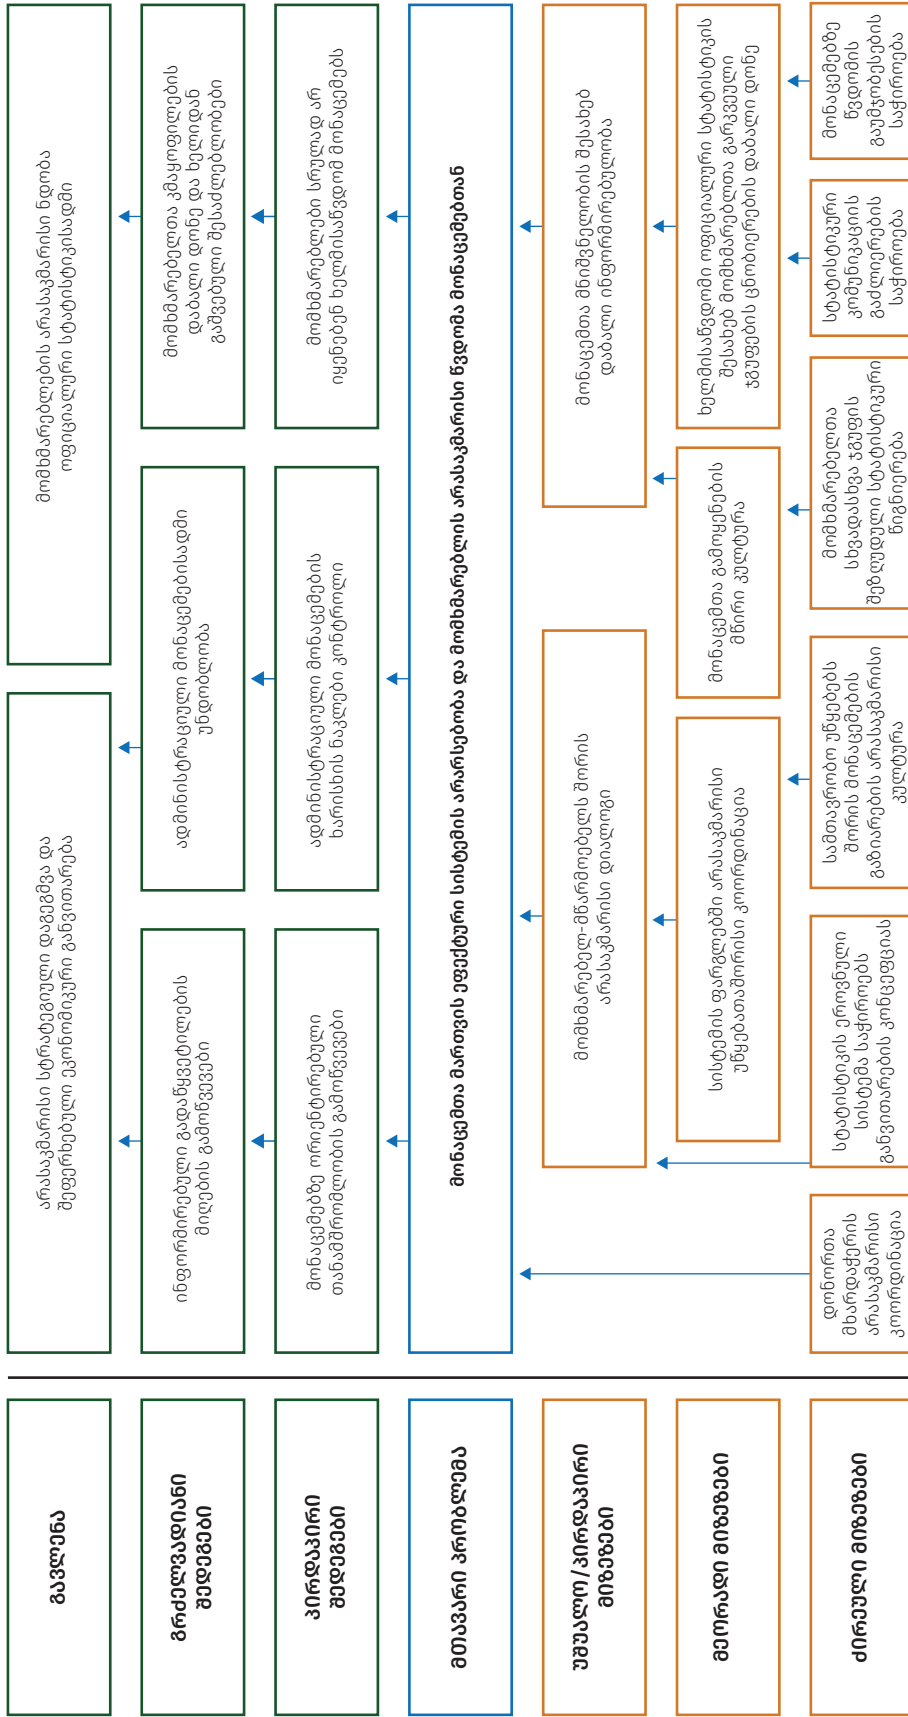 გავლენა
არასაკმარისი სტრატეგიული დაგეგმვა და
შეფერხებული ეკონომიკური განვითარება
მომხმარებლების არასაკმარისი ნდობა
ოფიციალური სტატისტიკისადმი
გრძელვადიანი
შედეგები
ინფორმირებული გადაწყვეტილების
მიღების გამოწვევები
ადმინისტრაციული მონაცემებისადმი
უნდობლობა
მომხმარებელთა კმაყოფილების
დაბალი დონე და ხელიდან
გაშვებული შესაძლებლობები
პირდაპირი
შედეგები
მონაცემებზე ორიენტირებული
თანამშრომლობის გამოწვევები
ადმინისტრაციული მონაცემების
ხარისხის ნაკლები კონტროლი
მომხმარებლები სრულად არ
იყენებენ ხელმისაწვდომ მონაცემებს
მთავარი პრობლემა
მონაცემთა მართვის ეფექტური სისტემის არარსებობა და მომხმარებლის არასაკმარისი წვდომა მონაცემებთან
უშუალო/პირდაპირი
მიზეზები
მომხმარებელ-მწარმოებელს შორის
არასაკმარისი დიალოგი
მონაცემთა მნიშვნელობის შესახებ
დაბალი ინფორმირებულობა
მეორადი მიზეზები
სისტემის ფარგლებში არასაკმარისი
უწყებათაშორისი კოორდინაცია
მონაცემთა გამოყენების
მწირი კულტურა
ხელმისაწვდომი ოფიციალური სტატისტიკის
შესახებ მომხმარებელთა გარკვეული
ჯგუფების ცნობიერების დაბალი დონე
ძირეული მიზეზები
დონორთა
მხარდაჭერის
არასაკმარისი
კოორდინაცია
სტატისტიკის ეროვნული
სისტემა საჭიროებს
განვითარების კონცეფციას
სამთავრობო უწყებებს
შორის მონაცემების
გაზიარების არასაკმარისი
კულტურა
მომხმარებელთა
სხვადასხვა ჯგუფის
შეზღუდული სტატისტიკური
წიგნიერება
სტატისტიკური
კომუნიკაციის
გაძლიერების
საჭიროება
მონაცემებზე
წვდომის
გაუმჯობესების
საჭიროება